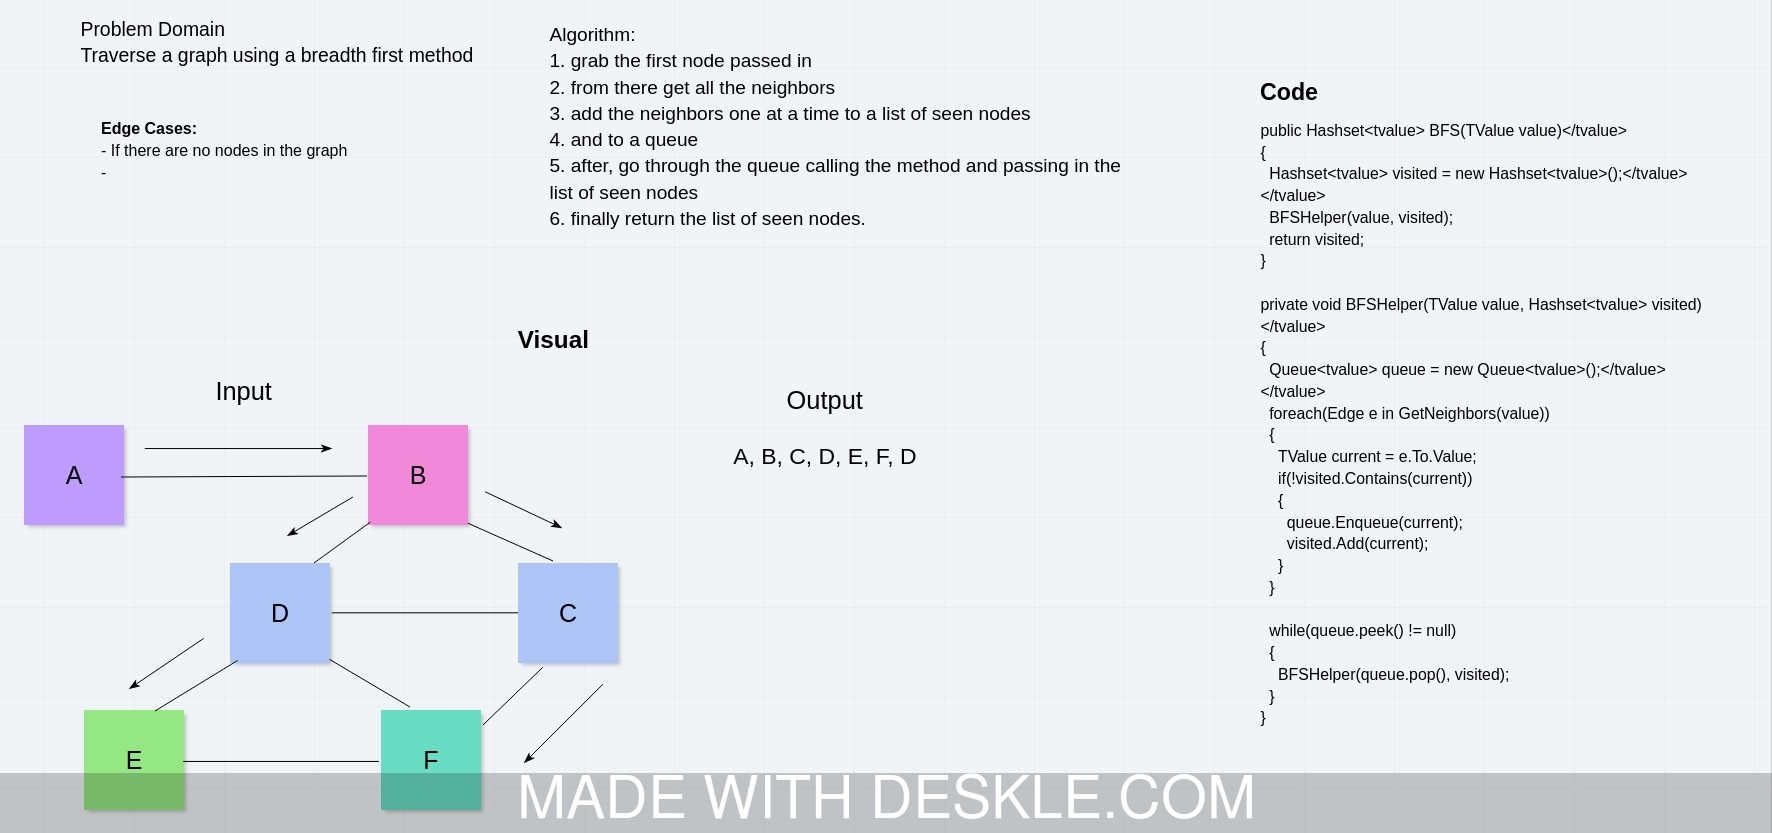 Problem Domain
Traverse a graph using a breadth first method
Edge Cases:
- If there are no nodes in the graph
-
Algorithm:
1. grab the first node passed in
2. from there get all the neighbors
3. add the neighbors one at a time to a list of seen nodes
4. and to a queue
5. after, go through the queue calling the method and passing in the
list of seen nodes
6. finally return the list of seen nodes.
Visual
Input
A
B
D
C
E
F
Output
A, B, C, D, E, F, D
Code
public Hashset<tvalue> BFS(TValue value)</tvalue>
{
  Hashset<tvalue> visited = new Hashset<tvalue>();</tvalue>
</tvalue>
  BFSHelper(value, visited);
  return visited;
}
private void BFSHelper(TValue value, Hashset<tvalue> visited)
</tvalue>
{
  Queue<tvalue> queue = new Queue<tvalue>();</tvalue>
</tvalue>
  foreach(Edge e in GetNeighbors(value))
  {
    TValue current = e.To.Value;
    if(!visited.Contains(current))
    {
      queue.Enqueue(current);
      visited.Add(current);
    }
  }
  while(queue.peek() != null)
  {
    BFSHelper(queue.pop(), visited);
  }
}
MADE WITH DESKLE.COM